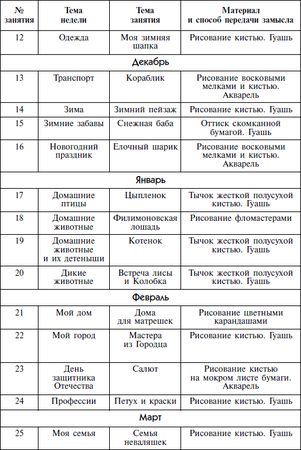 № занятия Тема недели Тема занятия Материал и способ передачи замысла
12 Одежда Моя зимняя шапка Рисование кистью. Гуашь
Декабрь
13 Транспорт Кораблик Рисование восковыми мелками и кистью. Акварель
14 Зима Зимний пейзаж Рисование кистью. Гуашь
15 Зимние забавы Снежная баба Оттиск скомканной бумагой. Гуашь
16 Новогодний праздник Елочный шарик Рисование восковыми мелками и кистью. Акварель
Январь
17 Домашние птицы Цыпленок Тычок жесткой полусухой кистью. Гуашь
18 Домашние животные Филимоновская лошадь Рисование фломастерами
19 Домашние животные и их детеныши Котенок Тычок жесткой полусухой кистью. Гуашь
20 Дикие животные Встреча лисы и Колобка Тычок жесткой полусухой кистью. Гуашь
Февраль
21 Мой дом Дома для матрешек Рисование цветными карандашами
22 Мой город Мастера из Городца Рисование кистью. Гуашь
23 День защитника Отечества Салют Рисование кистью на мокром листе бумаги. Акварель
24 Профессии Петух и краски Рисование кистью. Гуашь
Март
25 Моя семья Семья неваляшек Рисование кистью. Гуашь